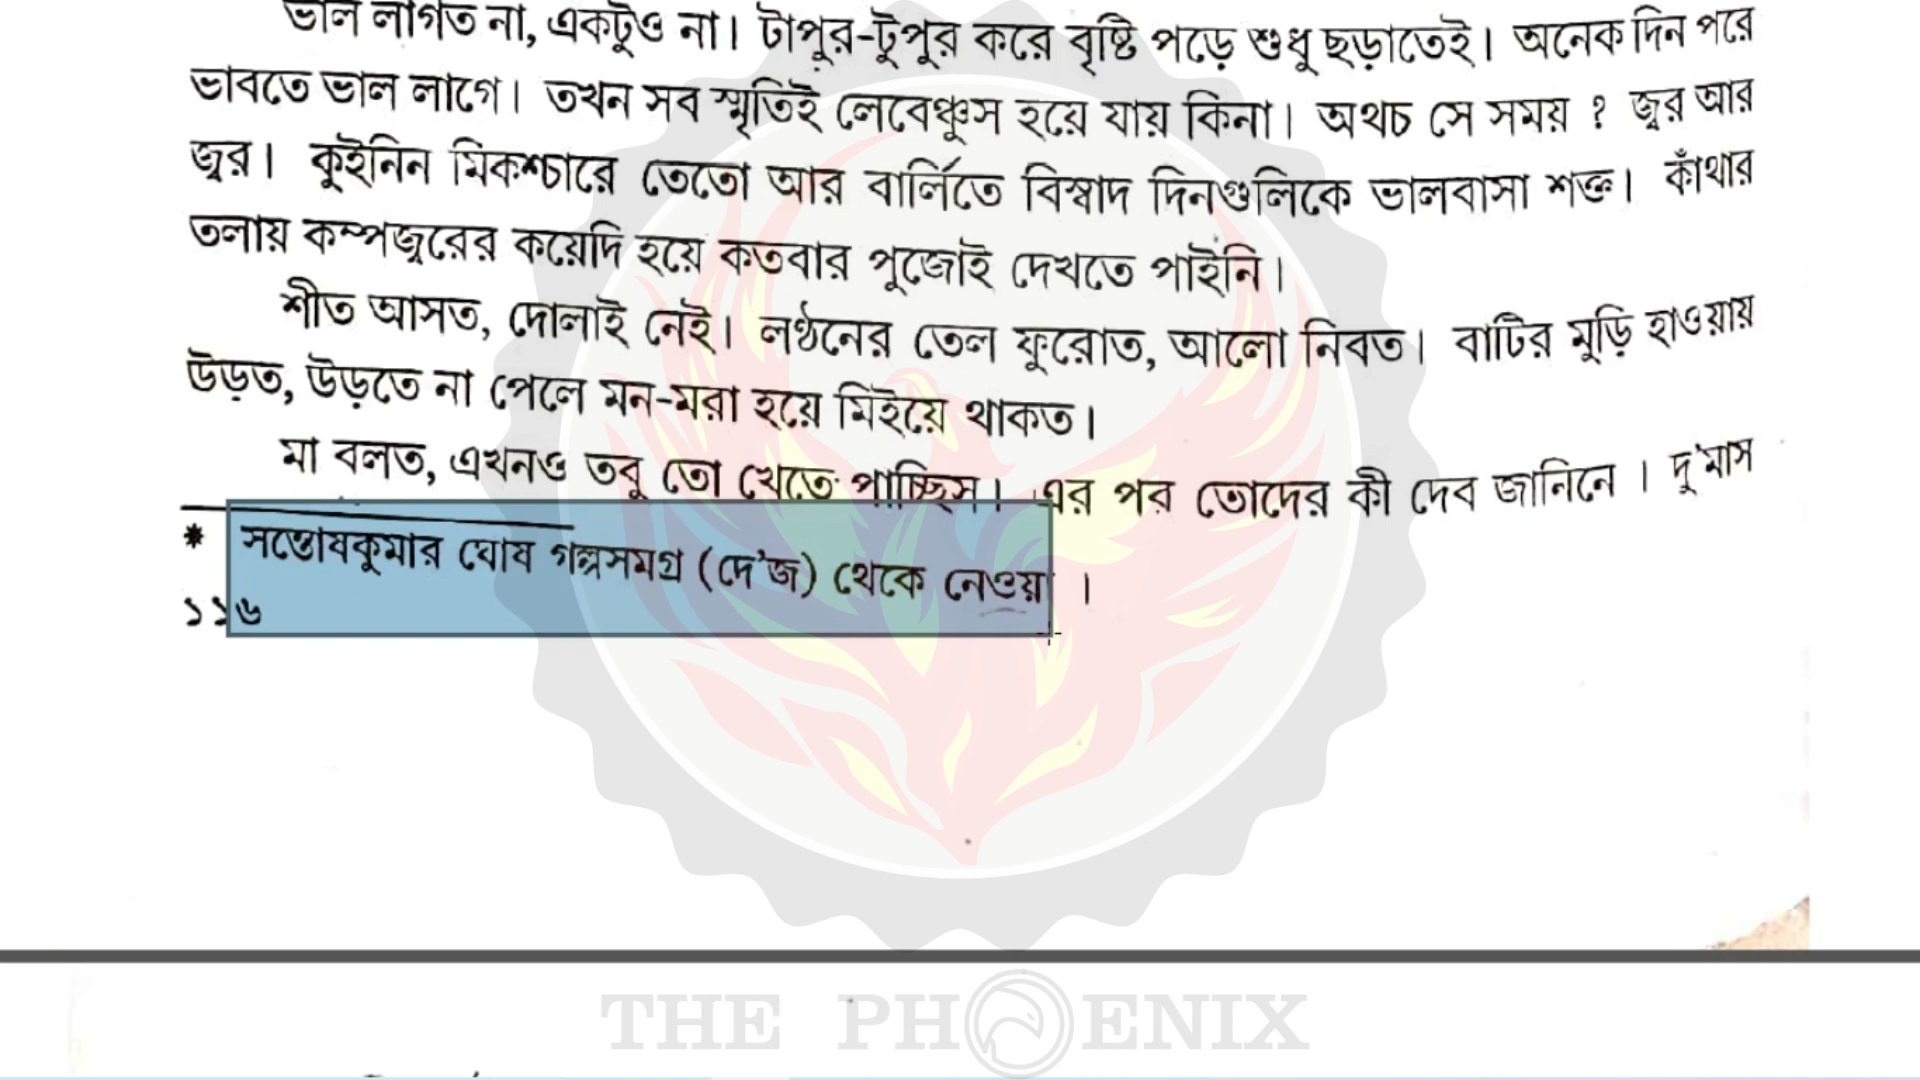 ভাল লাগত না, একটুও না। টাপুর-টুপুর করে বৃষ্টি পড়ে শুধু ছড়াতেই। অনেক দিন পরে
ভাবতে ভাল লাগে। তখন সব স্মৃতিই লেবেঞ্চুস হয়ে যায় কিনা। অথচ সে সময় ? জ্বর আর
জ্বর। কুইনিন মিকশ্চারে তেতো আর বার্লিতে বিস্বাদ দিনগুলিকে ভালবাসা শক্ত। কাঁথার
তলায় কম্পজ্বরের কয়েদি হয়ে কতবার পুজোই দেখতে পাইনি।
শীত আসত, দোলাই নেই। লণ্ঠনের তেল ফুরোত, আলো নিবত। বাটির মুড়ি হাওয়ায়
উড়ত, উড়তে না পেলে মন-মরা হয়ে মিইয়ে থাকত।
মা বলত, এখনও তবু তো খেতে পাচ্ছিস। এর পর তোদের কী দেব জানিনে । দু'মাস
* সন্তোষকুমার ঘোষ গল্পসমগ্র (দে'জ) থেকে নেওয়া ।
১১৬
THE PHOENIX